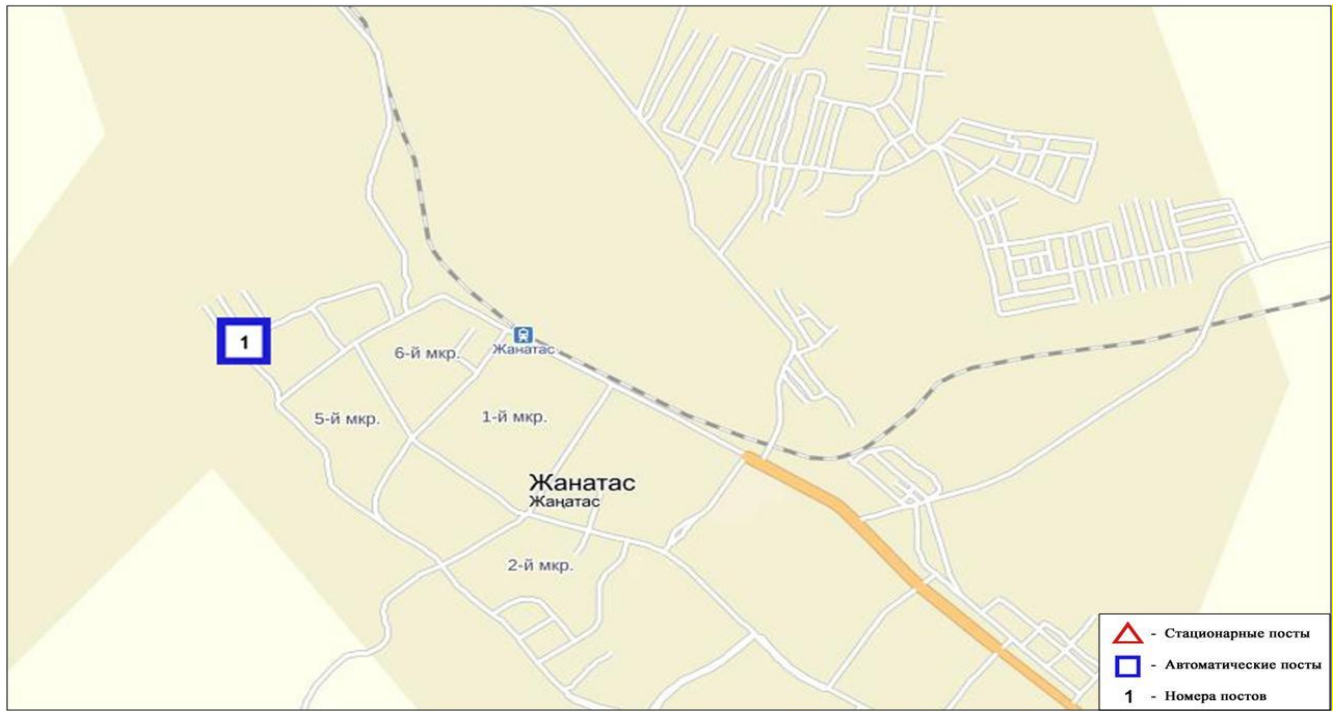 1
Жанатас
6-й мкр.
5-й мкр.
1-й мкр.
Жанатас
Жаңатас
2-й мкр.
- Стационарные посты
- Автоматические посты
1 - Номера постов